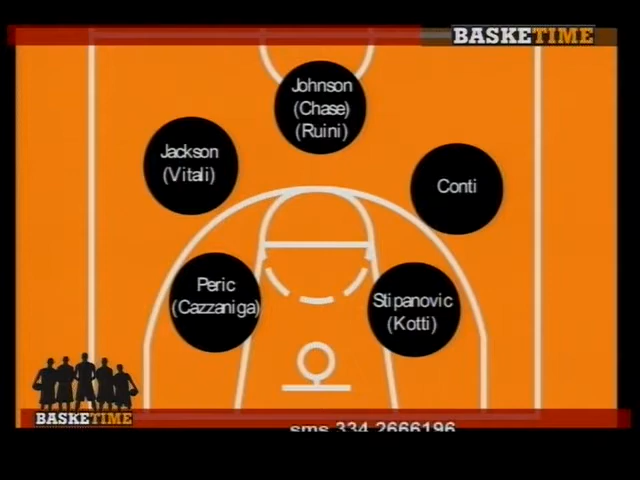 BASKETIME
Johnson
(Chase)
(Ruini)
Jackson
(Vitali)
Conti
Peric
(Cazzaniga)
Stipanovic
(Kotti)
BASKETIME
sms 334 2666196